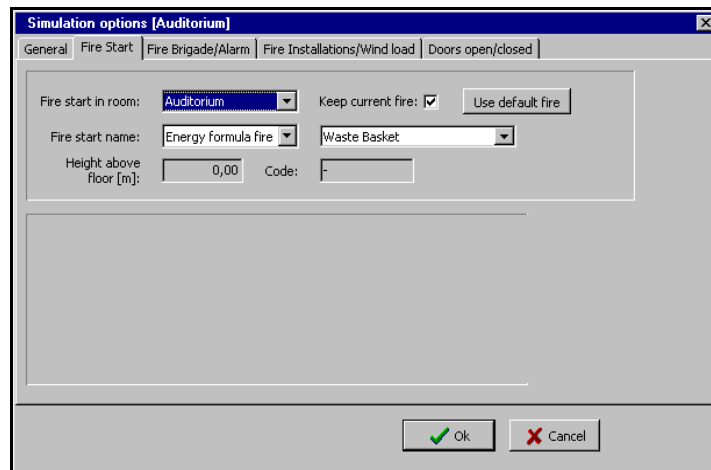 Simulation options [Auditorium]
General Fire Start Fire Brigade/Alarm Fire Installations/Wind load Doors open/closed
Fire start in room: Auditorium Keep current fire: Use default fire
Fire start name: Energy formula fire Waste Basket
Height above
floor [m]: 0,00 Code: -
Ok Cancel